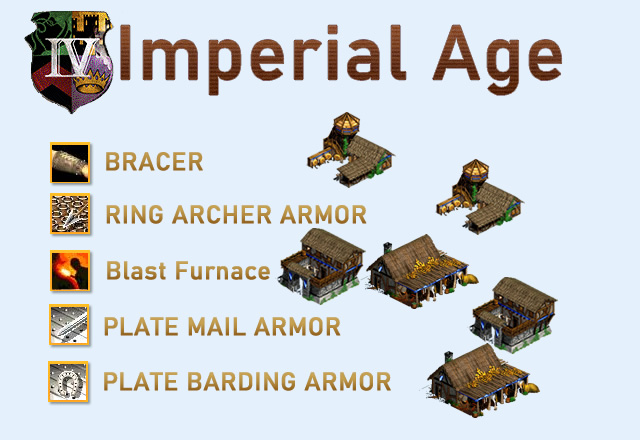 IV
Imperial Age
BRACER
RING ARCHER ARMOR
Blast Furnace
PLATE MAIL ARMOR
PLATE BARDING ARMOR